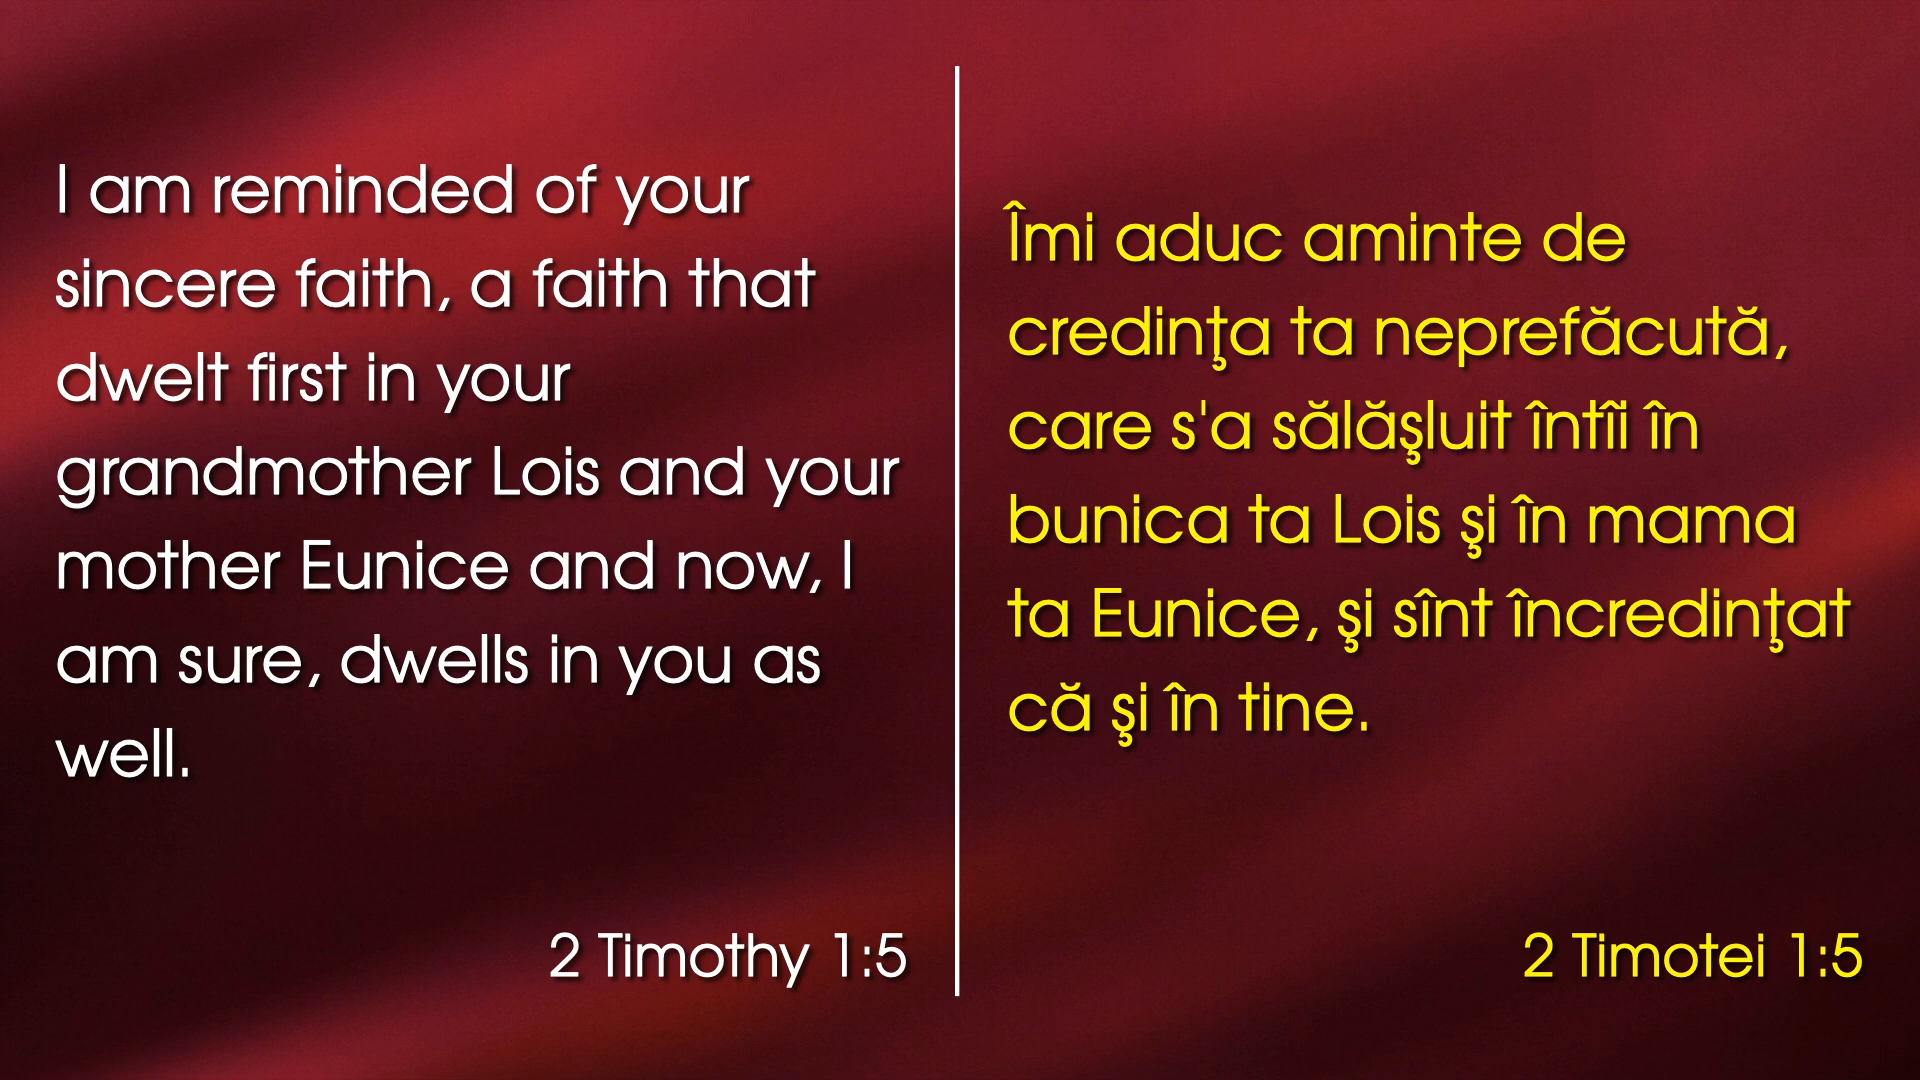 I am reminded of your
sincere faith, a faith that
dwelt first in your
grandmother Lois and your
mother Eunice and now, I
am sure, dwells in you as
well.
2 Timothy 1:5
Îmi aduc aminte de
credinţa ta neprefăcută,
care s'a sălăşluit întîi în
bunica ta Lois şi în mama
ta Eunice, şi sînt încredinţat
că şi în tine.
2 Timotei 1:5